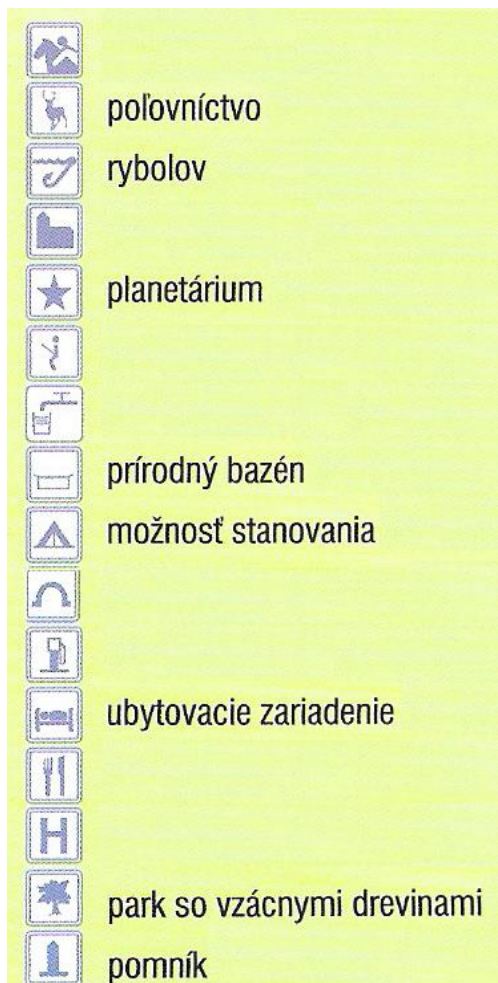 poľovníctvo
rybolov
planetárium
prírodný bazén
možnosť stanovania
ubytovacie zariadenie
H
park so vzácnymi drevinami
pomník